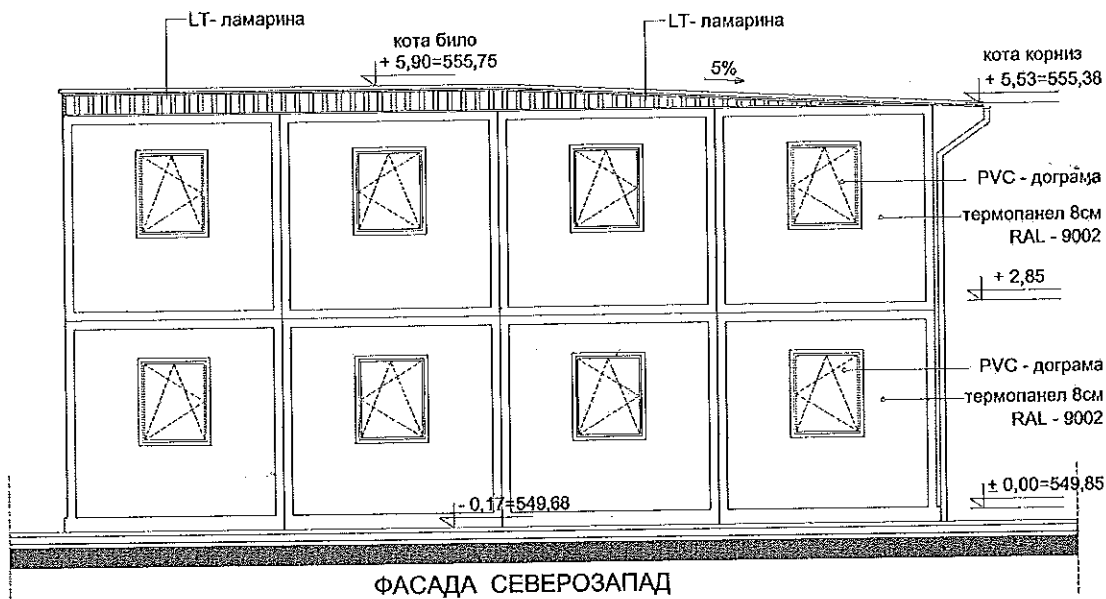 LT- ламарина
LT- ламарина
кота било
+ 5,90=555,75
5%
кота корниз
+ 5,53=555,38
PVC - дограма
термопанел 8см
RAL - 9002
+ 2,85
PVC - дограма
термопанел 8см
RAL - 9002
- 0,17=549,68
± 0,00=549,85
ФАСАДА СЕВЕРОЗАПАД